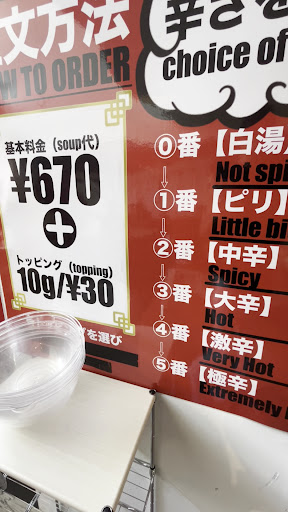 文方法
W TO ORDER
辛さを
choice of
基本料金(soup代)
¥670
トッピング(topping)
10g/¥30
を選び
0番【白湯】
Not spi
↓
1番【ピリ】
Little bi
↓
2番【中辛】
Spicy
↓
3番【大辛】
Hot
↓
4番【激辛】
Very Hot
↓
5番【極辛】
Extremely